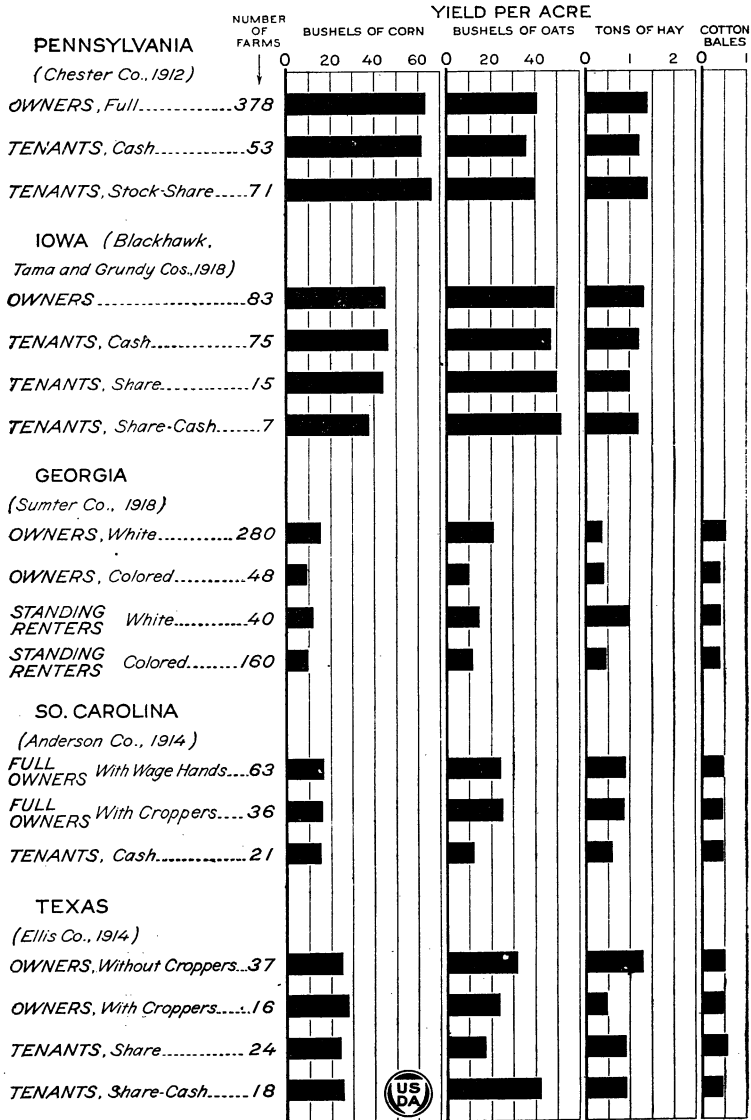 YIELD PER ACRE
NUMBER OF FARMS
BUSHELS OF CORN BUSHELS OF OATS TONS OF HAY COTTON BALES
PENNSYLVANIA
(Chester Co., 1912)
0 20 40 60 0 20 40 0 1 2 0 1
OWNERS, Full 378
TENANTS, Cash 53
TENANTS, Stock-Share 71
IOWA (Blackhawk,
Tama and Grundy Cos., 1918)
OWNERS 83
TENANTS, Cash 75
TENANTS, Share 15
TENANTS, Share-Cash 7
GEORGIA
(Sumter Co., 1918)
OWNERS, White 280
OWNERS, Colored 48
STANDING RENTERS White 40
STANDING RENTERS Colored 160
SO. CAROLINA
(Anderson Co., 1914)
FULL OWNERS With Wage Hands 63
FULL OWNERS With Croppers 36
TENANTS, Cash 21
TEXAS
(Ellis Co., 1914)
OWNERS, Without Croppers 37
OWNERS, With Croppers 16
TENANTS, Share 24
TENANTS, Share-Cash 18
US
DA